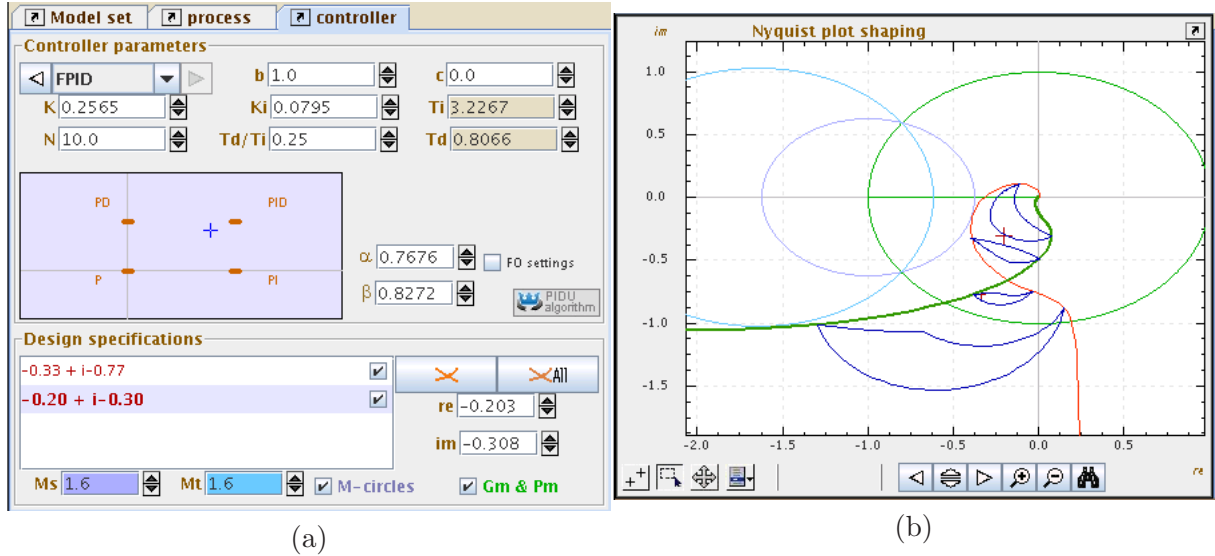 Model set process controller
Controller parameters
FPID b 1.0 c 0.0
K 0.2565 Ki 0.0795 Ti 3.2267
N 10.0 Td/Ti 0.25 Td 0.8066
PD PID
P PI
α 0.7676 FO settings
β 0.8272 PIDU algorithm
Design specifications
-0.33 + i-0.77
-0.20 + i-0.30
All
re -0.203
im -0.308
Ms 1.6 Mt 1.6 M-circles Gm & Pm
(a)
im Nyquist plot shaping
1.0
0.5
0.0
-0.5
-1.0
-1.5
-2.0 -1.5 -1.0 -0.5 0.0 0.5
re
(b)